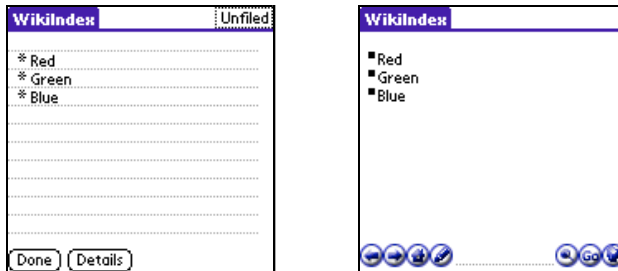 WikiIndex Unfiled
* Red
* Green
* Blue
Done Details
WikiIndex
▪Red
▪Green
▪Blue
Go